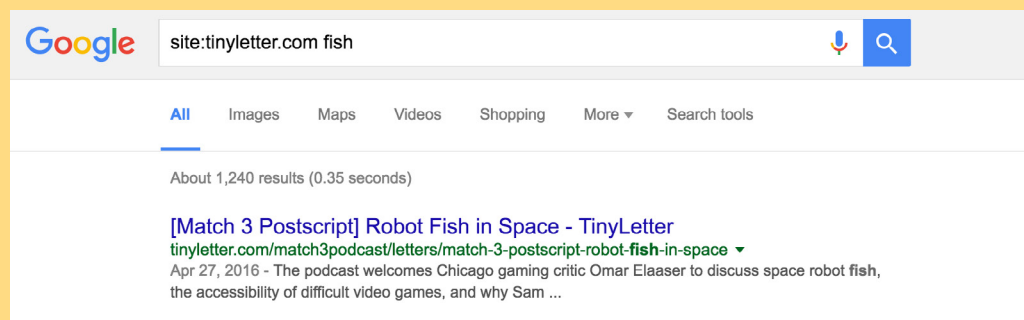 Google site:tinyletter.com fish
All Images Maps Videos Shopping More Search tools
About 1,240 results (0.35 seconds)
[Match 3 Postscript] Robot Fish in Space - TinyLetter
tinyletter.com/match3podcast/letters/match-3-postscript-robot-fish-in-space
Apr 27, 2016 - The podcast welcomes Chicago gaming critic Omar Elaaser to discuss space robot fish,
the accessibility of difficult video games, and why Sam ...